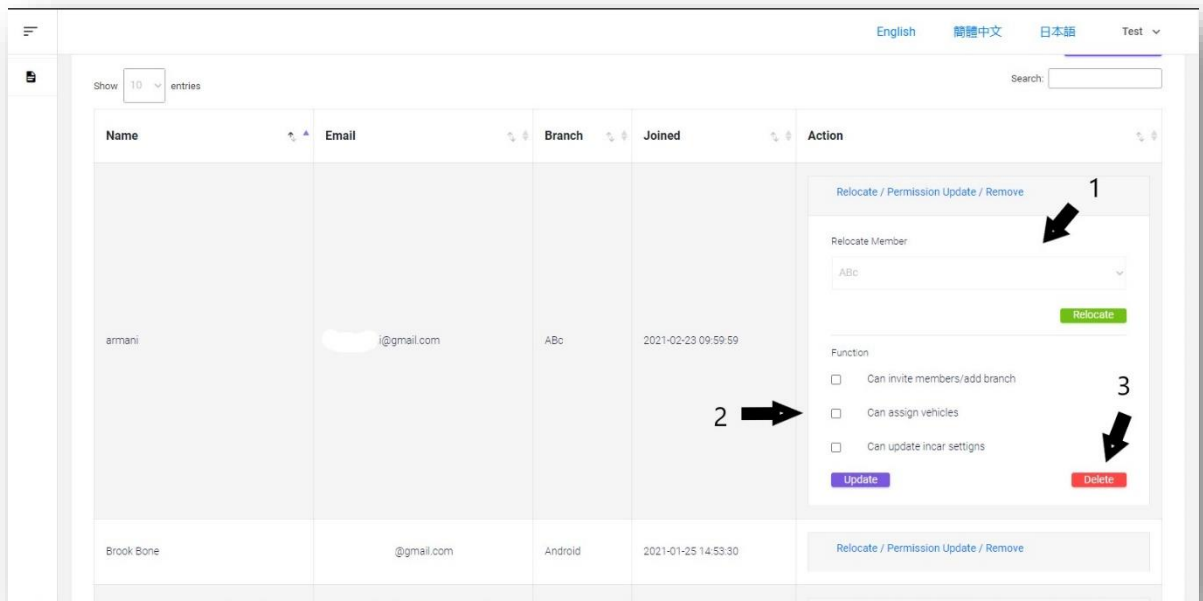 English 簡體中文 日本語 Test
Show 10 entries
Search:
Name Email Branch Joined Action
Relocate / Permission Update / Remove
1
Relocate Member
ABc
Relocate
armani i@gmail.com ABc 2021-02-23 09:59:59
Function
Can invite members/add branch
3
2
Can assign vehicles
Can update incar settigns
Update Delete
Brook Bone @gmail.com Android 2021-01-25 14:53:30 Relocate / Permission Update / Remove